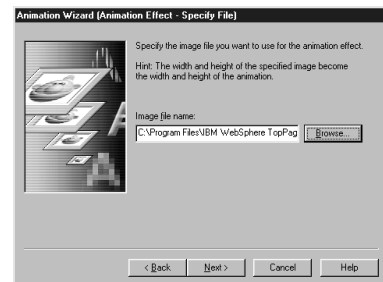 Animation Wizard (Animation Effect - Specify File)
Specify the image file you want to use for the animation effect.
Hint: The width and height of the specified image become
the width and height of the animation.
Image file name:
C:\Program Files\IBM WebSphere TopPag
Browse...
< Back
Next >
Cancel
Help